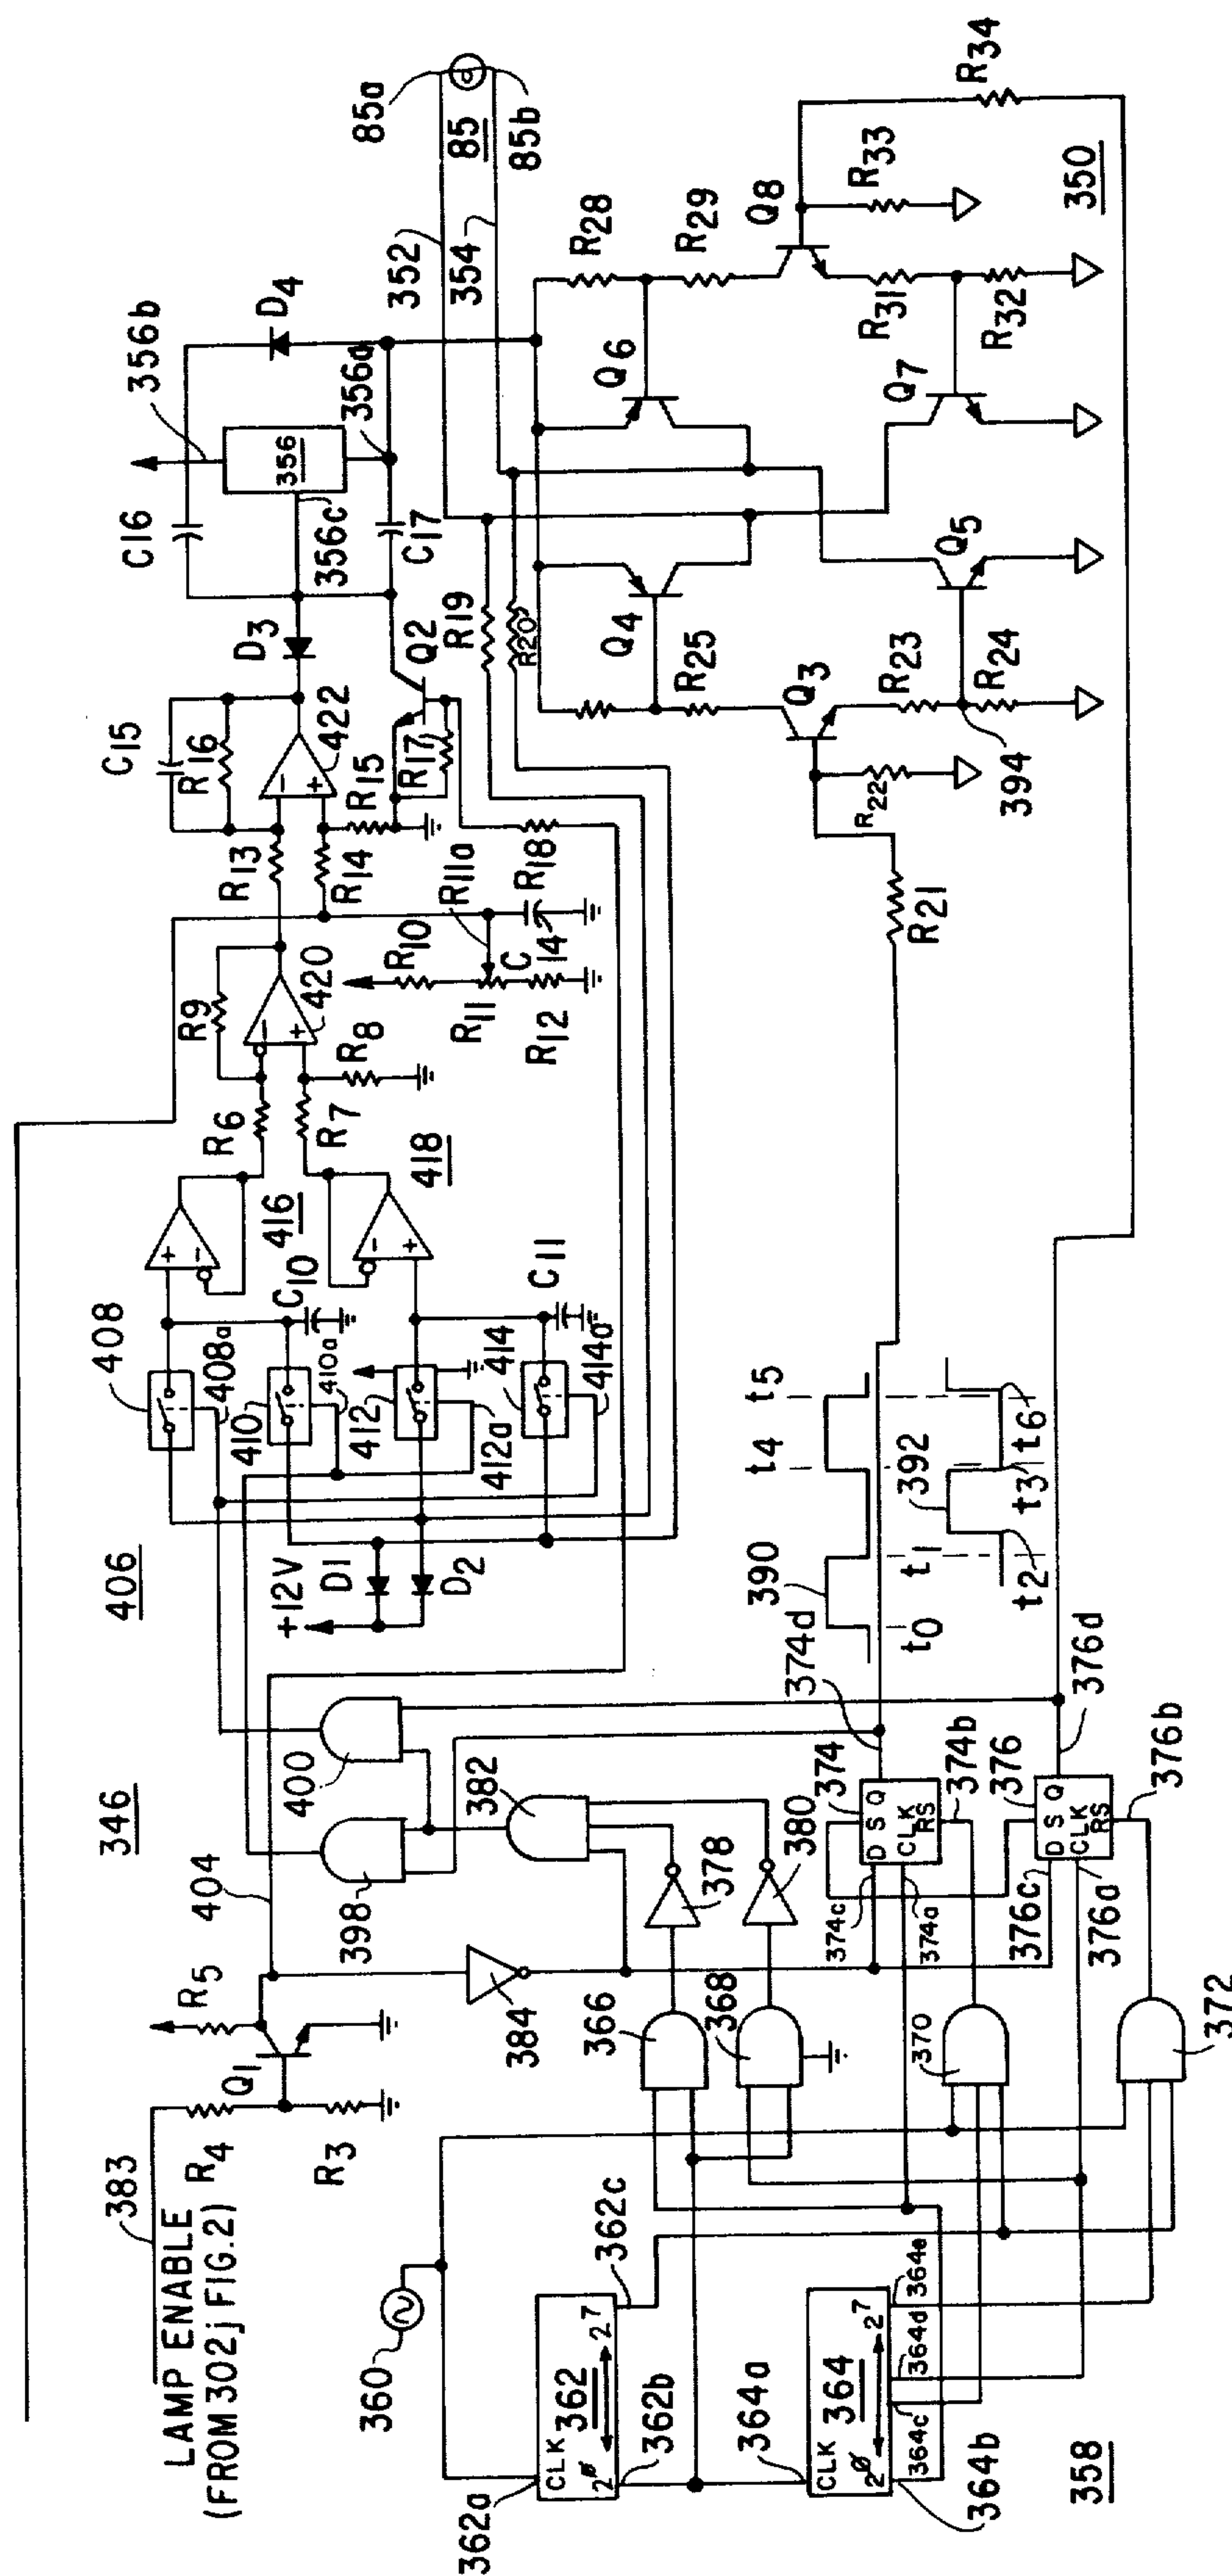 346
406
404
383
LAMP ENABLE
(FROM 302j FIG.2)
R4
R3
Q1
R5
384
398
400
382
378
380
366
368
360
362a
CLK
362
2⁰
2⁷
362b
362c
364a
CLK
364
2⁰
2⁷
364b
364c
364d
364e
358
370
372
374
D S Q
CLK
RS
374a
374b
374c
374d
376
D S Q
CLK
RS
376a
376b
376c
376d
390
392
t0
t1
t2
t3
t4
t5
t6
+12V
D1
D2
408
408a
410
410a
412
412a
414
414a
C10
C11
416
418
+
-
-
+
R6
R7
R8
R9
420
-
+
R10
R11
R11a
R12
C14
R13
R14
R15
R16
C15
422
-
+
R17
R18
Q2
D3
C16
C17
356
356a
356b
356c
D4
R19
R20
352
354
85a
85
85b
R21
R22
Q3
R23
R24
394
R25
Q4
Q5
Q6
Q7
R28
R29
Q8
R31
R32
R33
R34
350